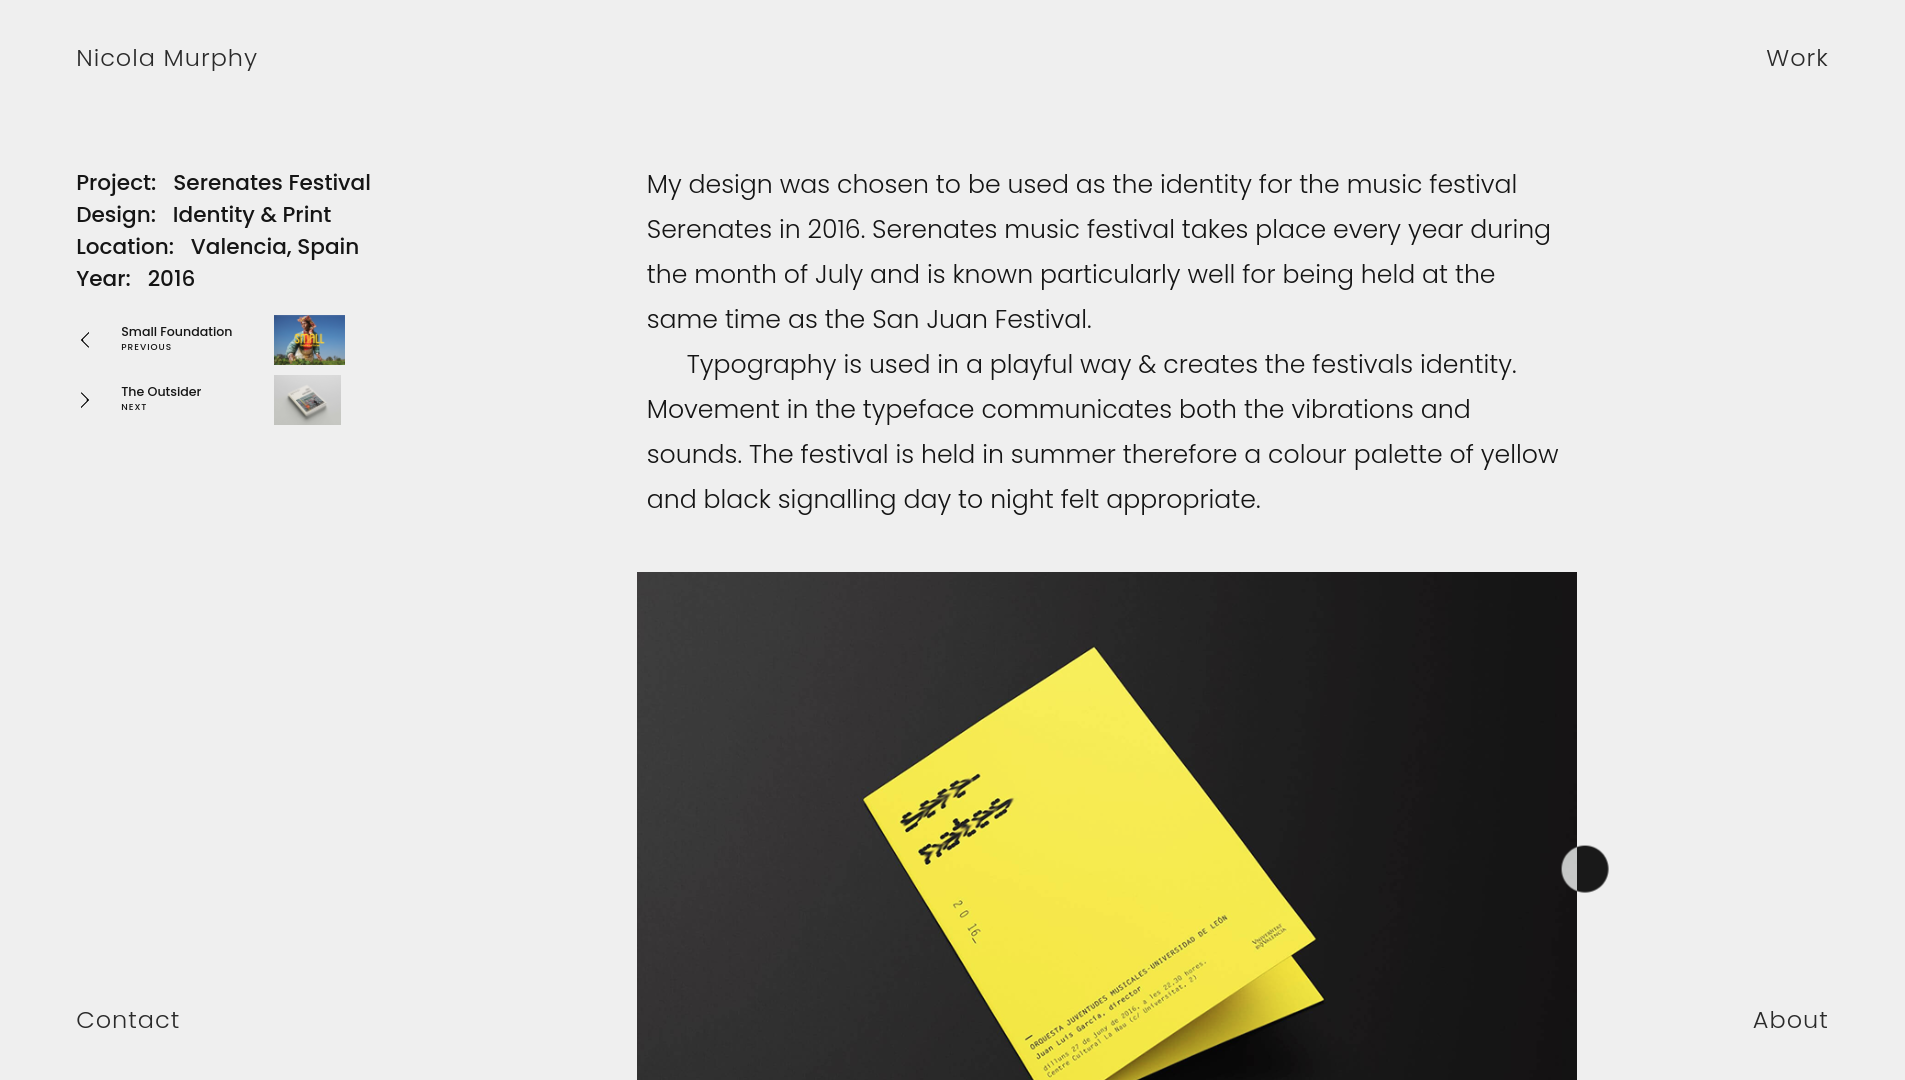 Nicola Murphy
Work
Project: Serenates Festival
Design: Identity & Print
Location: Valencia, Spain
Year: 2016
Small Foundation
PREVIOUS
SMALL
The Outsider
NEXT
My design was chosen to be used as the identity for the music festival
Serenates in 2016. Serenates music festival takes place every year during
the month of July and is known particularly well for being held at the
same time as the San Juan Festival.
Typography is used in a playful way & creates the festivals identity.
Movement in the typeface communicates both the vibrations and
sounds. The festival is held in summer therefore a colour palette of yellow
and black signalling day to night felt appropriate.
2016_
ORQUESTA JUVENTUDES MUSICALES-UNIVERSIDAD DE LEÓN
Juan Luis García, director
dilluns 27 de juny de 2016, a les 22.30 hores,
Centre Cultural La Nau (c/ Universitat, 2)
VNIVERSITAT
ID VALÈNCIA
Contact
About